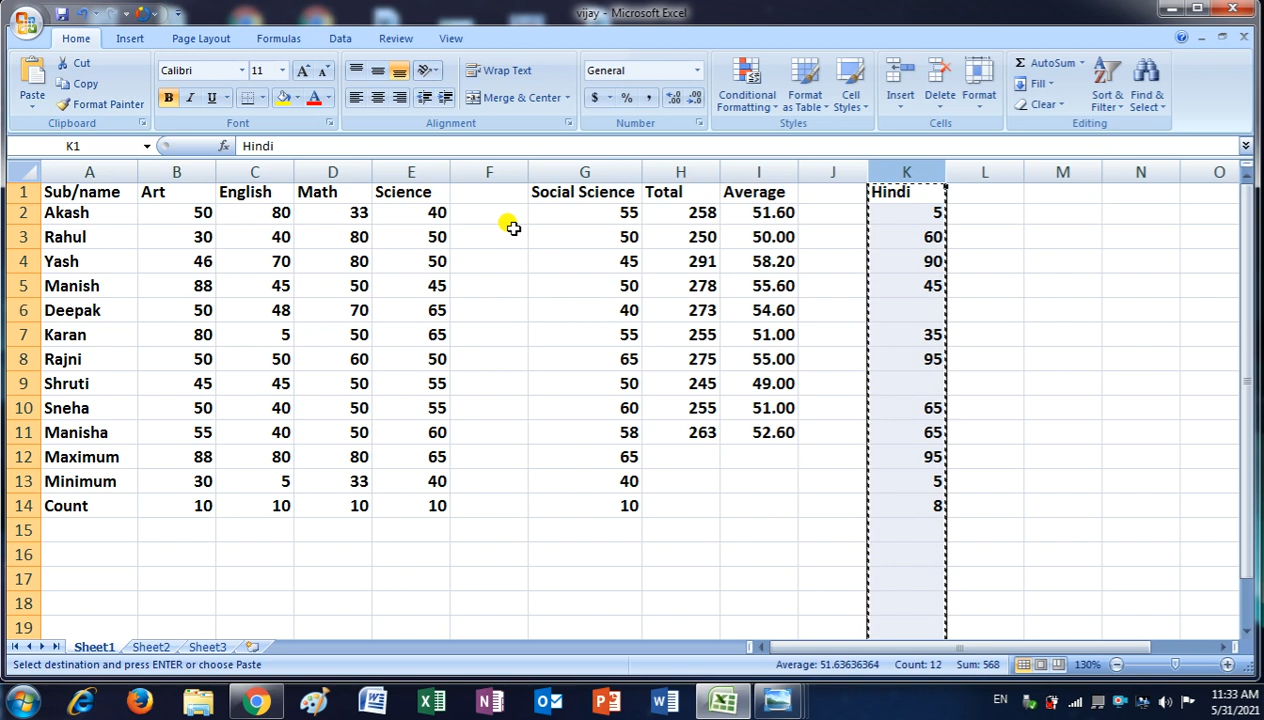 vijay - Microsoft Excel
Home Insert Page Layout Formulas Data Review View
Paste Cut Copy Format Painter Clipboard
Calibri 11 A A B I U A Font
Wrap Text Merge & Center Alignment
General $ % , .0 .00 .00 .0 Number
Conditional Formatting Format as Table Cell Styles Styles
Insert Delete Format Cells
Σ AutoSum Fill Clear Sort & Filter Find & Select Editing
K1 fx Hindi
A B C D E F G H I J K L M N O
1 Sub/name Art English Math Science Social Science Total Average Hindi
2 Akash 50 80 33 40 55 258 51.60 5
3 Rahul 30 40 80 50 50 250 50.00 60
4 Yash 46 70 80 50 45 291 58.20 90
5 Manish 88 45 50 45 50 278 55.60 45
6 Deepak 50 48 70 65 40 273 54.60
7 Karan 80 5 50 65 55 255 51.00 35
8 Rajni 50 50 60 50 65 275 55.00 95
9 Shruti 45 45 50 55 50 245 49.00
10 Sneha 50 40 50 55 60 255 51.00 65
11 Manisha 55 40 50 60 58 263 52.60 65
12 Maximum 88 80 80 65 65 95
13 Minimum 30 5 33 40 40 5
14 Count 10 10 10 10 10 8
15
16
17
18
19
Sheet1 Sheet2 Sheet3
Select destination and press ENTER or choose Paste Average: 51.63636364 Count: 12 Sum: 568 130%
EN 11:33 AM
5/31/2021